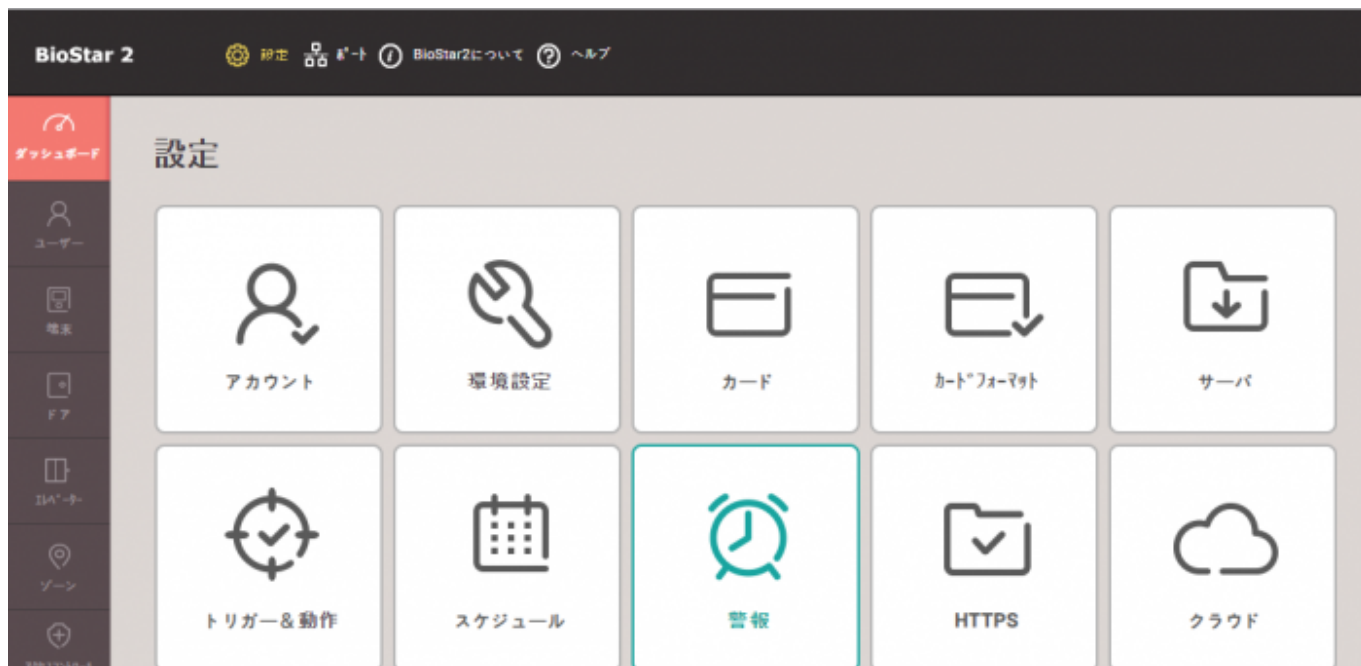 BioStar 2 設定 ﾎﾟｰﾄ BioStar2について ヘルプ
ダッシュボード
設定
ユーザー
端末
ドア
ｴﾚﾍﾞｰﾀｰ
ゾーン
アカウント 環境設定 カード ｶｰﾄﾞﾌｫｰﾏｯﾄ サーバ
トリガー＆動作 スケジュール 警報 HTTPS クラウド